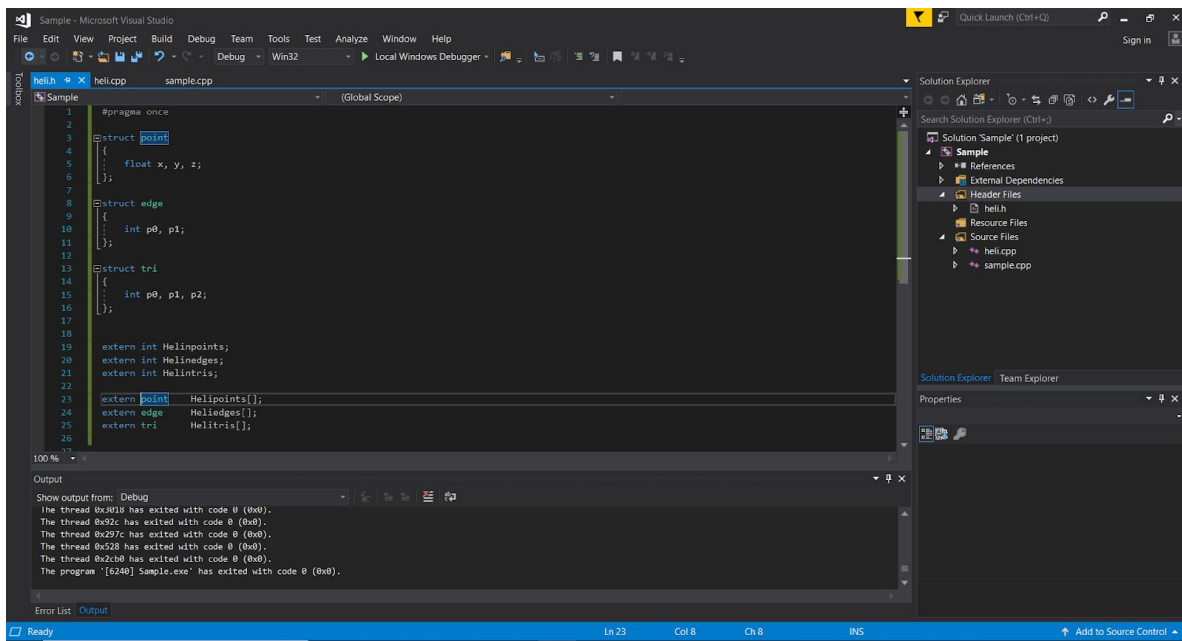 Sample - Microsoft Visual Studio
Quick Launch (Ctrl+Q)
File Edit View Project Build Debug Team Tools Test Analyze Window Help
Sign in
Debug Win32 Local Windows Debugger
Toolbox
heli.h heli.cpp sample.cpp
Sample (Global Scope)
1 #pragma once
2
3 struct point
4 {
5 float x, y, z;
6 };
7
8 struct edge
9 {
10 int p0, p1;
11 };
12
13 struct tri
14 {
15 int p0, p1, p2;
16 };
17
18
19 extern int Helinpoints;
20 extern int Helinedges;
21 extern int Helintris;
22
23 extern point Helipoints[];
24 extern edge Heliedges[];
25 extern tri Helitris[];
26
27
100 %
Output
Show output from: Debug
The thread 0x3018 has exited with code 0 (0x0).
The thread 0x92c has exited with code 0 (0x0).
The thread 0x297c has exited with code 0 (0x0).
The thread 0x528 has exited with code 0 (0x0).
The thread 0x2cb0 has exited with code 0 (0x0).
The program '[6240] Sample.exe' has exited with code 0 (0x0).
Error List Output
Solution Explorer
Search Solution Explorer (Ctrl+;)
Solution 'Sample' (1 project)
Sample
References
External Dependencies
Header Files
heli.h
Resource Files
Source Files
heli.cpp
sample.cpp
Solution Explorer Team Explorer
Properties
Ready Ln 23 Col 8 Ch 8 INS Add to Source Control